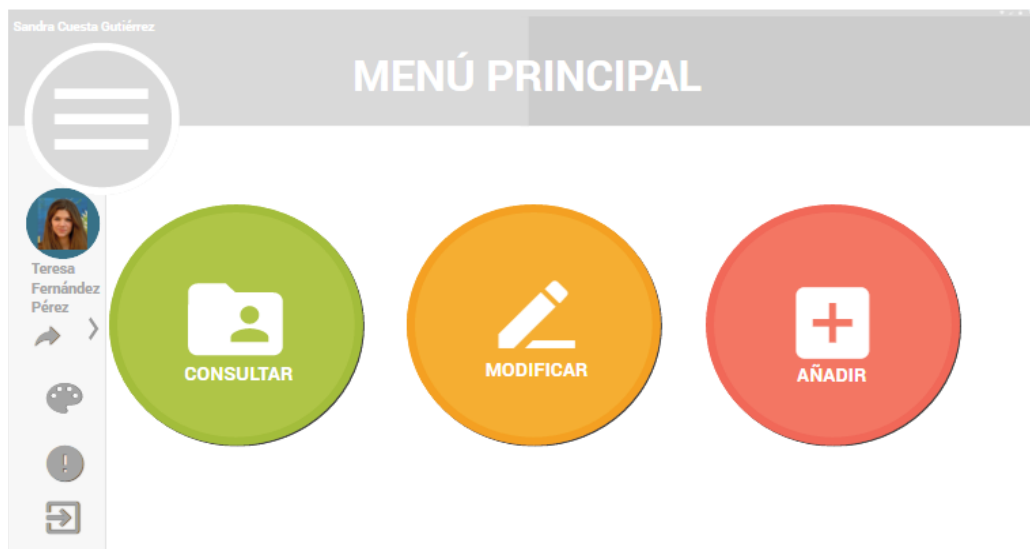 Sandra Cuesta Gutiérrez
MENÚ PRINCIPAL
Teresa
Fernández
Pérez
CONSULTAR
MODIFICAR
AÑADIR